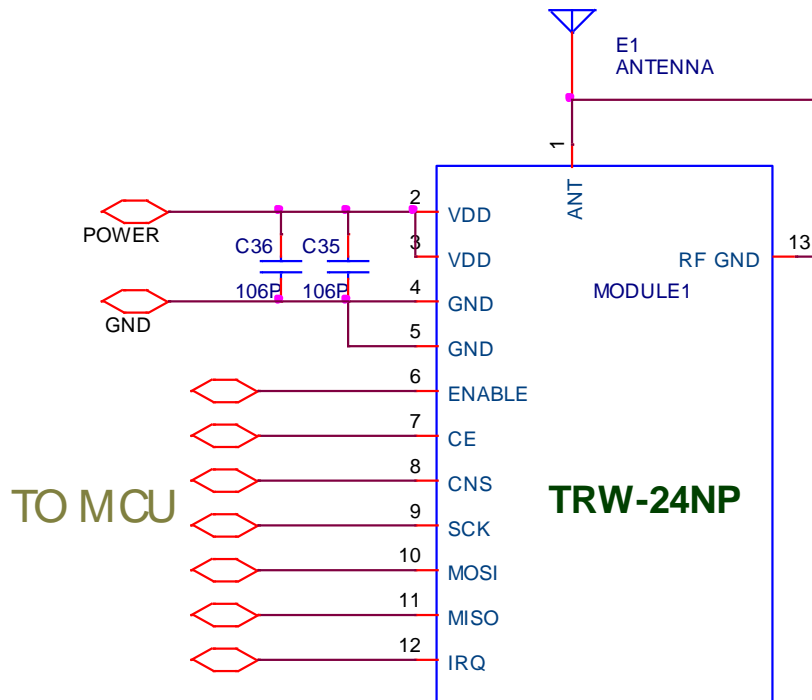 E1
ANTENNA
1
ANT
POWER
2
VDD
C36
C35
3
VDD
RF GND
13
106P
106P
4
GND
MODULE1
GND
5
GND
6
ENABLE
7
CE
8
CNS
TO MCU
TRW-24NP
9
SCK
10
MOSI
11
MISO
12
IRQ